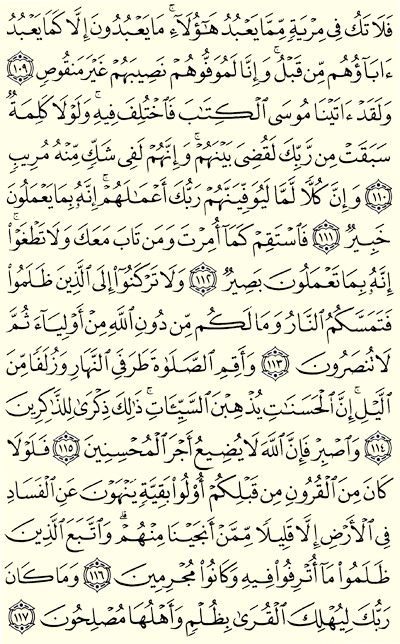 فَلَا تَكُ فِى مِرْيَةٍ مِّمَّا يَعْبُدُ هَٰٓؤُلَآءِ ۚ مَا يَعْبُدُونَ إِلَّا كَمَا يَعْبُدُ
ءَابَآؤُهُم مِّن قَبْلُ ۚ وَإِنَّا لَمُوَفُّوهُمْ نَصِيبَهُمْ غَيْرَ مَنقُوصٍ ١٠٩
وَلَقَدْ ءَاتَيْنَا مُوسَى ٱلْكِتَٰبَ فَٱخْتُلِفَ فِيهِ ۚ وَلَوْلَا كَلِمَةٌ
سَبَقَتْ مِن رَّبِّكَ لَقُضِىَ بَيْنَهُمْ ۚ وَإِنَّهُمْ لَفِى شَكٍّ مِّنْهُ مُرِيبٍ
١١٠ وَإِنَّ كُلًّا لَّمَّا لَيُوَفِّيَنَّهُمْ رَبُّكَ أَعْمَٰلَهُمْ ۚ إِنَّهُۥ بِمَا يَعْمَلُونَ
خَبِيرٌ ١١١ فَٱسْتَقِمْ كَمَآ أُمِرْتَ وَمَن تَابَ مَعَكَ وَلَا تَطْغَوْا۟ ۚ
إِنَّهُۥ بِمَا تَعْمَلُونَ بَصِيرٌ ١١٢ وَلَا تَرْكَنُوٓا۟ إِلَى ٱلَّذِينَ ظَلَمُوا۟
فَتَمَسَّكُمُ ٱلنَّارُ وَمَا لَكُم مِّن دُونِ ٱللَّهِ مِنْ أَوْلِيَآءَ ثُمَّ
لَا تُنصَرُونَ ١١٣ وَأَقِمِ ٱلصَّلَوٰةَ طَرَفَىِ ٱلنَّهَارِ وَزُلَفًا مِّنَ
ٱلَّيْلِ ۚ إِنَّ ٱلْحَسَنَٰتِ يُذْهِبْنَ ٱلسَّيِّـَٔاتِ ۚ ذَٰلِكَ ذِكْرَىٰ لِلذَّٰكِرِينَ
١١٤ وَٱصْبِرْ فَإِنَّ ٱللَّهَ لَا يُضِيعُ أَجْرَ ٱلْمُحْسِنِينَ ١١٥ فَلَوْلَا
كَانَ مِنَ ٱلْقُرُونِ مِن قَبْلِكُمْ أُو۟لُوا۟ بَقِيَّةٍ يَنْهَوْنَ عَنِ ٱلْفَسَادِ
فِى ٱلْأَرْضِ إِلَّا قَلِيلًا مِّمَّنْ أَنجَيْنَا مِنْهُمْ ۗ وَٱتَّبَعَ ٱلَّذِينَ
ظَلَمُوا۟ مَآ أُتْرِفُوا۟ فِيهِ وَكَانُوا۟ مُجْرِمِينَ ١١٦ وَمَا كَانَ
رَبُّكَ لِيُهْلِكَ ٱلْقُرَىٰ بِظُلْمٍ وَأَهْلُهَا مُصْلِحُونَ ١١٧